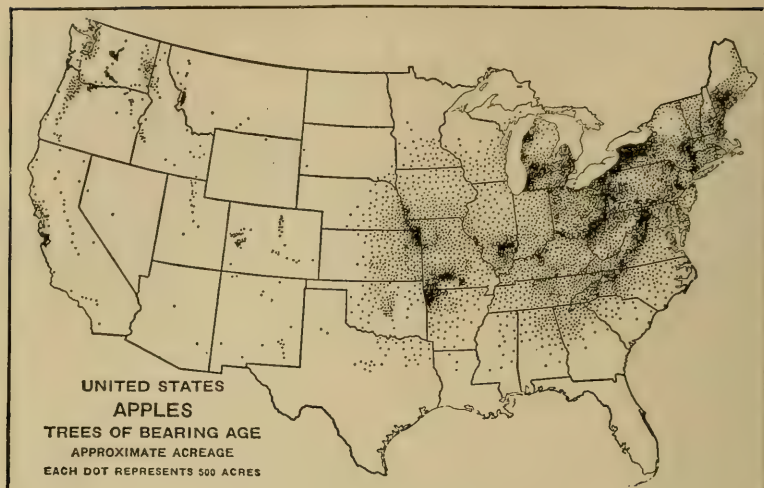 UNITED STATES
APPLES
TREES OF BEARING AGE
APPROXIMATE ACREAGE
EACH DOT REPRESENTS 500 ACRES